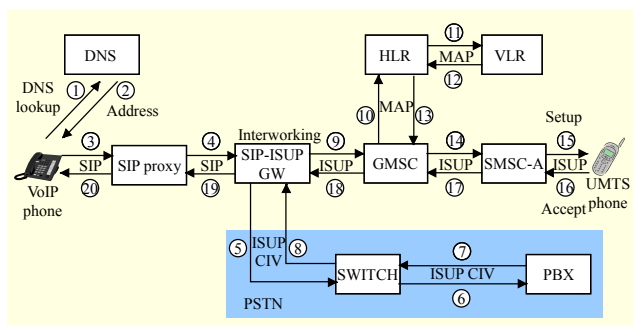 DNS
HLR
VLR
⑪
MAP
⑫
DNS
lookup
①
②
Address
⑩
MAP
⑬
Setup
③
④
Interworking
⑨
⑭
⑮
SIP
SIP proxy
SIP
SIP-ISUP
GW
ISUP
GMSC
ISUP
SMSC-A
ISUP
⑳
⑲
⑱
⑰
⑯
VoIP
phone
Accept
UMTS
phone
⑤
ISUP
CIV
⑧
⑦
SWITCH
ISUP CIV
PBX
⑥
PSTN